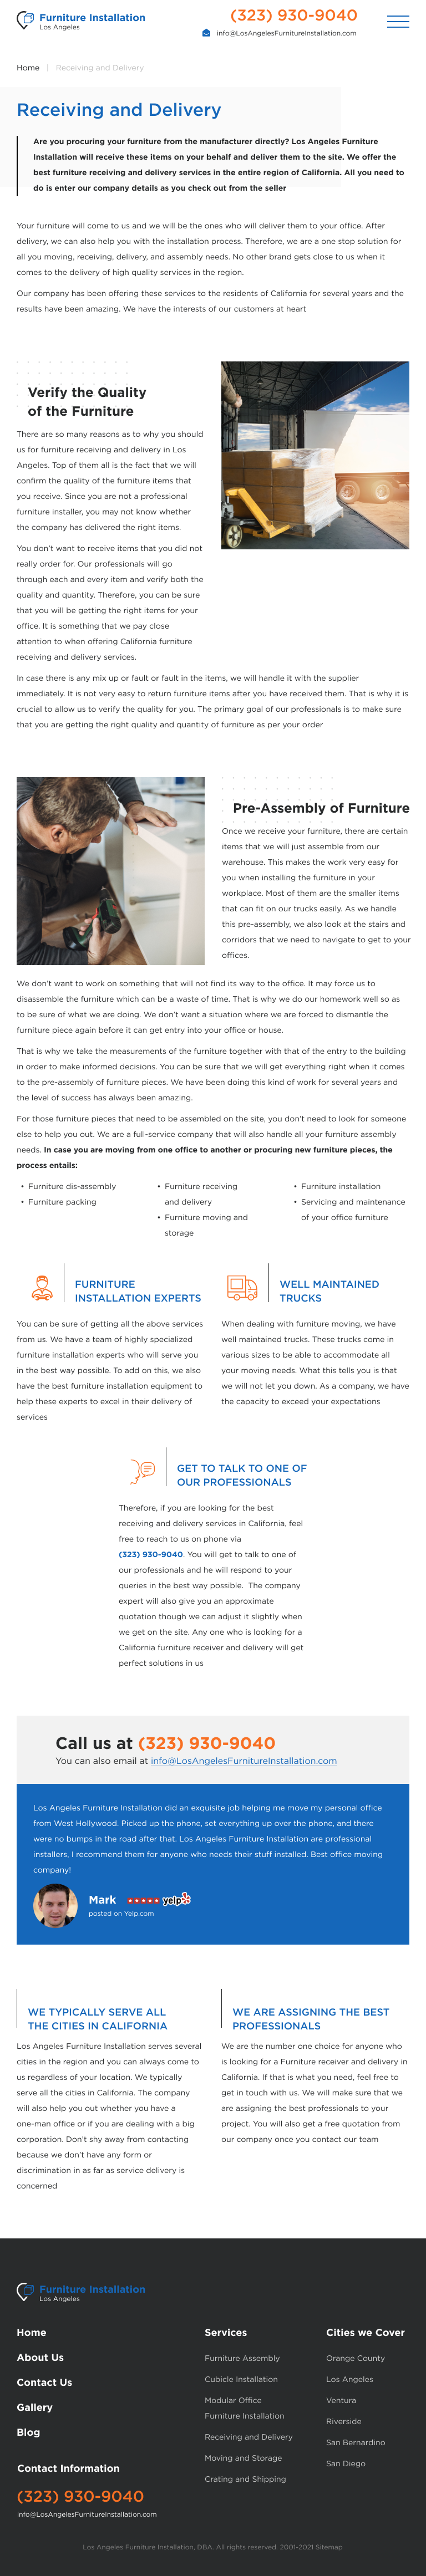 Furniture Installation
Los Angeles
(323) 930-9040
info@LosAngelesFurnitureInstallation.com
Home | Receiving and Delivery
Receiving and Delivery
Are you procuring your furniture from the manufacturer directly? Los Angeles Furniture
Installation will receive these items on your behalf and deliver them to the site. We offer the
best furniture receiving and delivery services in the entire region of California. All you need to
do is enter our company details as you check out from the seller
Your furniture will come to us and we will be the ones who will deliver them to your office. After
delivery, we can also help you with the installation process. Therefore, we are a one stop solution for
all you moving, receiving, delivery, and assembly needs. No other brand gets close to us when it
comes to the delivery of high quality services in the region.
Our company has been offering these services to the residents of California for several years and the
results have been amazing. We have the interests of our customers at heart
Verify the Quality
of the Furniture
There are so many reasons as to why you should
us for furniture receiving and delivery in Los
Angeles. Top of them all is the fact that we will
confirm the quality of the furniture items that
you receive. Since you are not a professional
furniture installer, you may not know whether
the company has delivered the right items.
You don't want to receive items that you did not
really order for. Our professionals will go
through each and every item and verify both the
quality and quantity. Therefore, you can be sure
that you will be getting the right items for your
office. It is something that we pay close
attention to when offering California furniture
receiving and delivery services.
In case there is any mix up or fault or fault in the items, we will handle it with the supplier
immediately. It is not very easy to return furniture items after you have received them. That is why it is
crucial to allow us to verify the quality for you. The primary goal of our professionals is to make sure
that you are getting the right quality and quantity of furniture as per your order
Pre-Assembly of Furniture
Once we receive your furniture, there are certain
items that we will just assemble from our
warehouse. This makes the work very easy for
you when installing the furniture in your
workplace. Most of them are the smaller items
that can fit on our trucks easily. As we handle
this pre-assembly, we also look at the stairs and
corridors that we need to navigate to get to your
offices.
We don't want to work on something that will not find its way to the office. It may force us to
disassemble the furniture which can be a waste of time. That is why we do our homework well so as
to be sure of what we are doing. We don't want a situation where we are forced to dismantle the
furniture piece again before it can get entry into your office or house.
That is why we take the measurements of the furniture together with that of the entry to the building
in order to make informed decisions. You can be sure that we will get everything right when it comes
to the pre-assembly of furniture pieces. We have been doing this kind of work for several years and
the level of success has always been amazing.
For those furniture pieces that need to be assembled on the site, you don't need to look for someone
else to help you out. We are a full-service company that will also handle all your furniture assembly
needs. In case you are moving from one office to another or procuring new furniture pieces, the
process entails:
• Furniture dis-assembly
• Furniture packing
• Furniture receiving
and delivery
• Furniture moving and
storage
• Furniture installation
• Servicing and maintenance
of your office furniture
FURNITURE
INSTALLATION EXPERTS
You can be sure of getting all the above services
from us. We have a team of highly specialized
furniture installation experts who will serve you
in the best way possible. To add on this, we also
have the best furniture installation equipment to
help these experts to excel in their delivery of
services
WELL MAINTAINED
TRUCKS
When dealing with furniture moving, we have
well maintained trucks. These trucks come in
various sizes to be able to accommodate all
your moving needs. What this tells you is that
we will not let you down. As a company, we have
the capacity to exceed your expectations
GET TO TALK TO ONE OF
OUR PROFESSIONALS
Therefore, if you are looking for the best
receiving and delivery services in California, feel
free to reach to us on phone via
(323) 930-9040. You will get to talk to one of
our professionals and he will respond to your
queries in the best way possible. The company
expert will also give you an approximate
quotation though we can adjust it slightly when
we get on the site. Any one who is looking for a
California furniture receiver and delivery will get
perfect solutions in us
Call us at (323) 930-9040
You can also email at info@LosAngelesFurnitureInstallation.com
Los Angeles Furniture Installation did an exquisite job helping me move my personal office
from West Hollywood. Picked up the phone, set everything up over the phone, and there
were no bumps in the road after that. Los Angeles Furniture Installation are professional
installers, I recommend them for anyone who needs their stuff installed. Best office moving
company!
Mark
yelp
posted on Yelp.com
WE TYPICALLY SERVE ALL
THE CITIES IN CALIFORNIA
Los Angeles Furniture Installation serves several
cities in the region and you can always come to
us regardless of your location. We typically
serve all the cities in California. The company
will also help you out whether you have a
one-man office or if you are dealing with a big
corporation. Don't shy away from contacting
because we don't have any form or
discrimination in as far as service delivery is
concerned
WE ARE ASSIGNING THE BEST
PROFESSIONALS
We are the number one choice for anyone who
is looking for a Furniture receiver and delivery in
California. If that is what you need, feel free to
get in touch with us. We will make sure that we
are assigning the best professionals to your
project. You will also get a free quotation from
our company once you contact our team
Furniture Installation
Los Angeles
Home
About Us
Contact Us
Gallery
Blog
Services
Furniture Assembly
Cubicle Installation
Modular Office
Furniture Installation
Receiving and Delivery
Moving and Storage
Crating and Shipping
Cities we Cover
Orange County
Los Angeles
Ventura
Riverside
San Bernardino
San Diego
Contact Information
(323) 930-9040
info@LosAngelesFurnitureInstallation.com
Los Angeles Furniture Installation, DBA, All rights reserved. 2001-2021 Sitemap